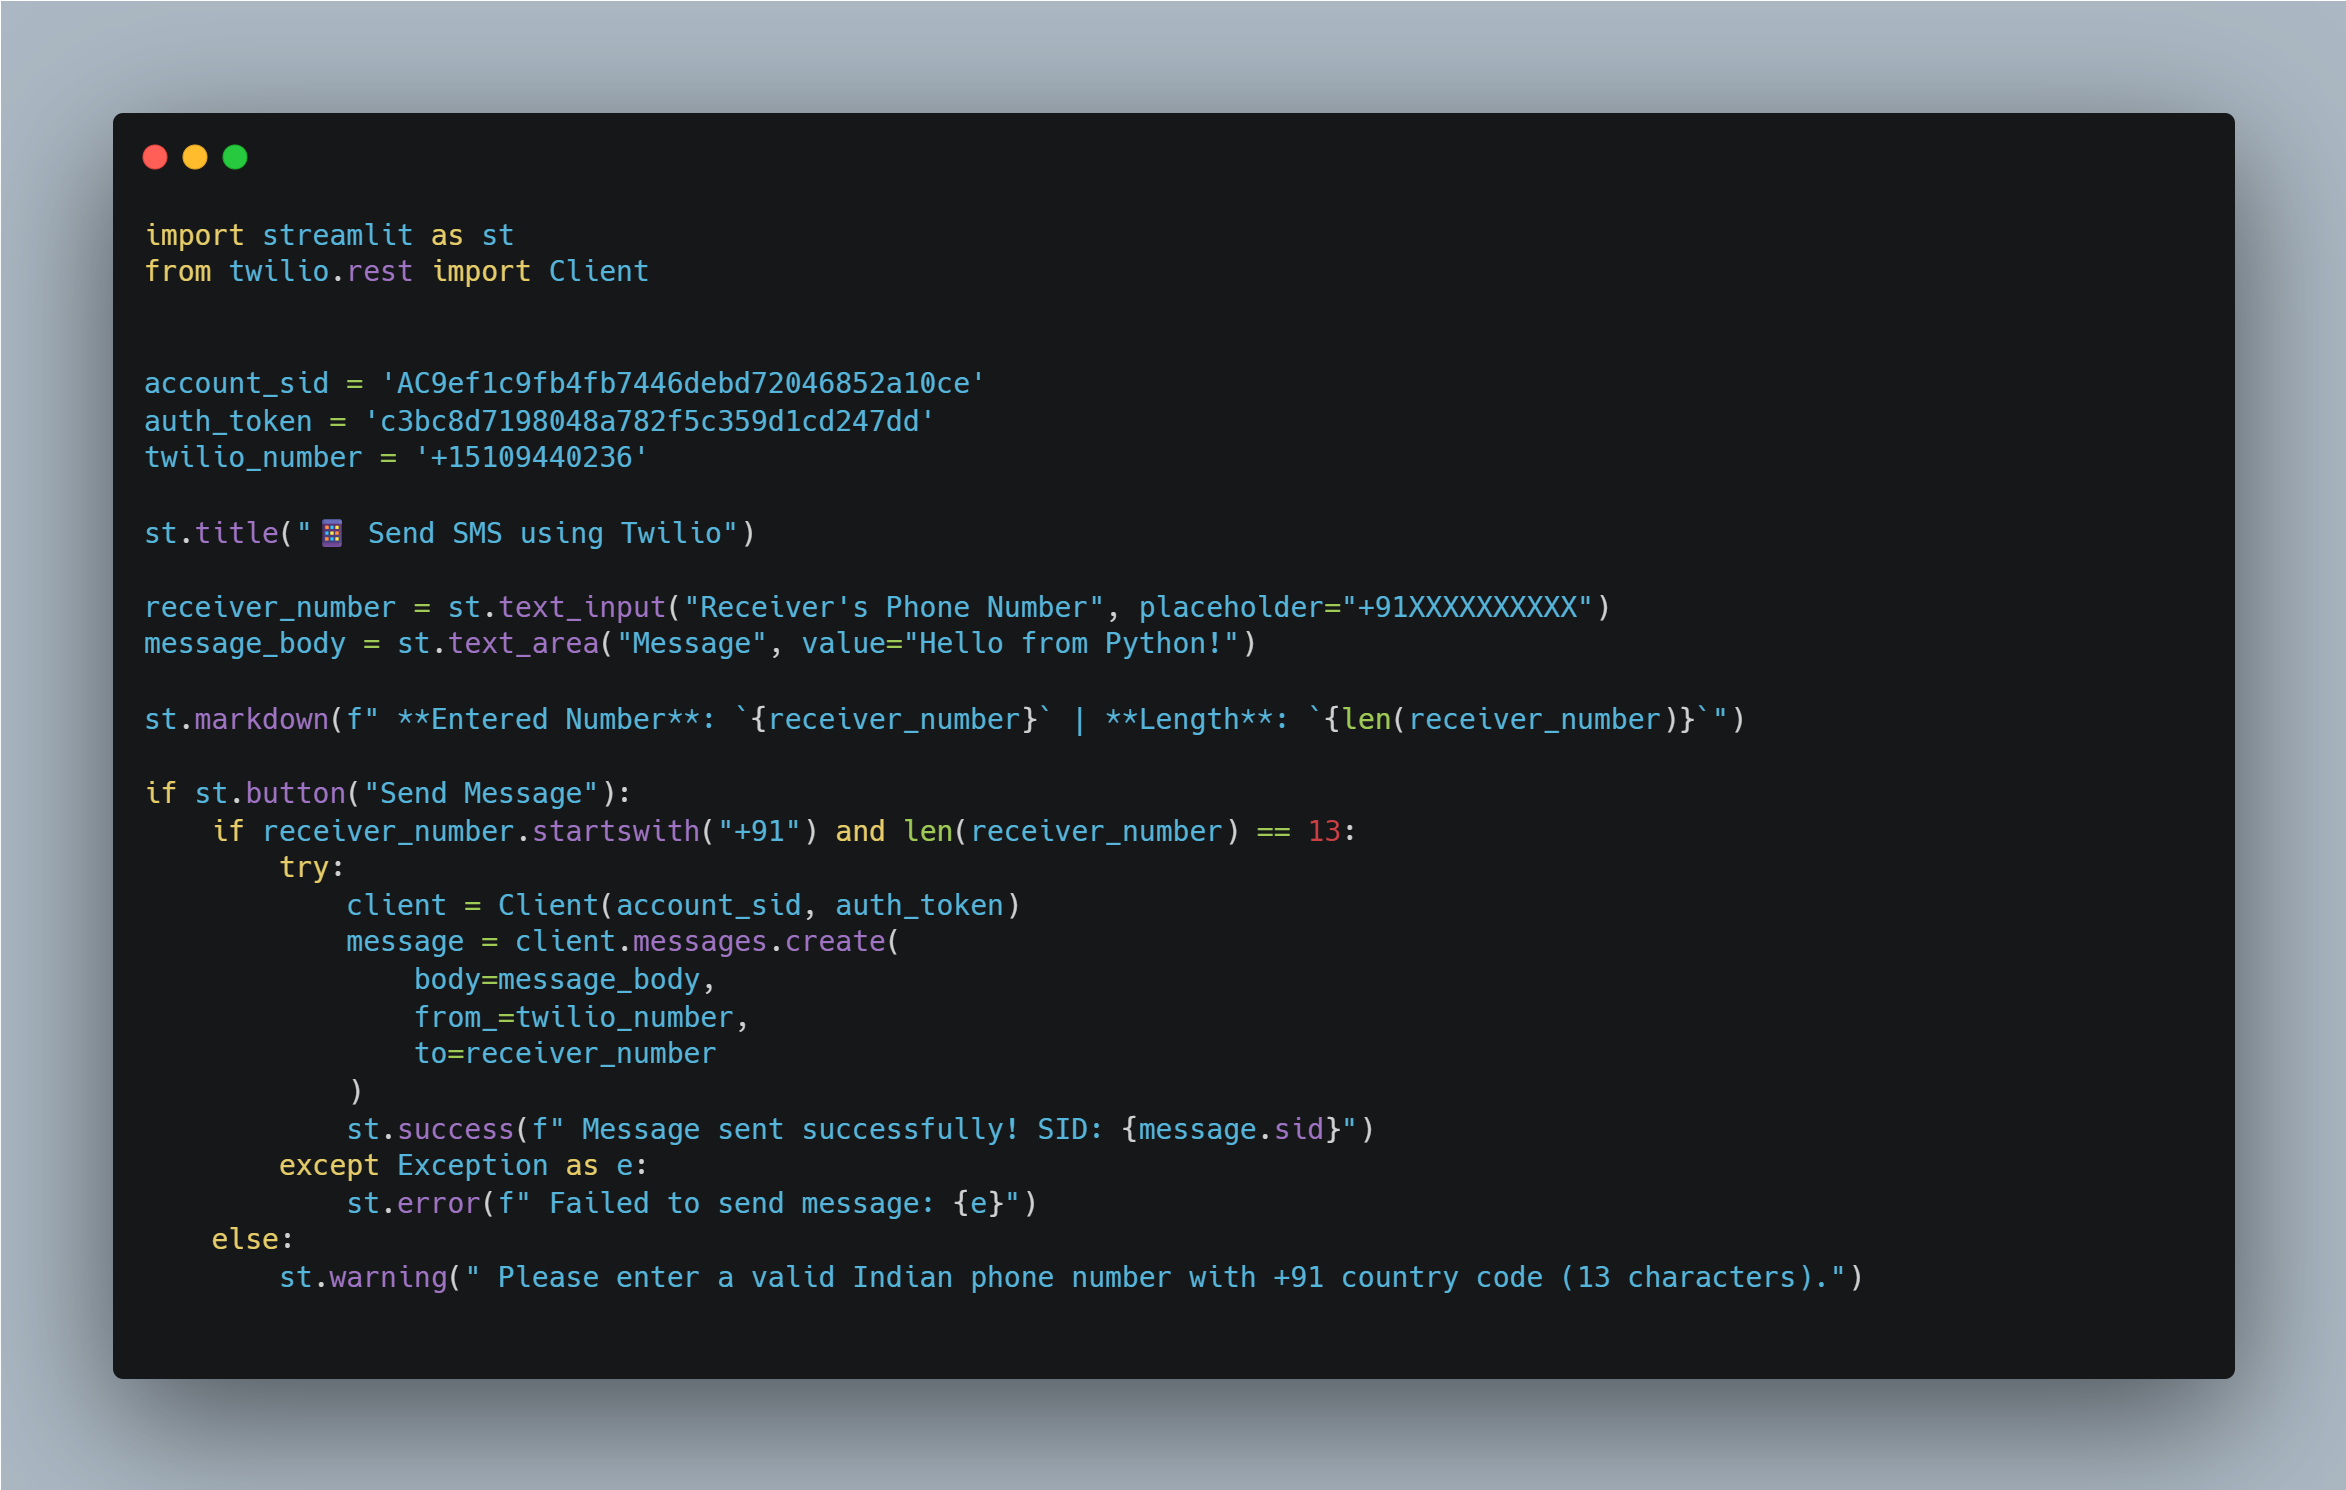 import streamlit as st
from twilio.rest import Client
account_sid = 'AC9ef1c9fb4fb7446debd72046852a10ce'
auth_token = 'c3bc8d7198048a782f5c359d1cd247dd'
twilio_number = '+15109440236'
st.title("📱 Send SMS using Twilio")
receiver_number = st.text_input("Receiver's Phone Number", placeholder="+91XXXXXXXXXX")
message_body = st.text_area("Message", value="Hello from Python!")
st.markdown(f" **Entered Number**: `{receiver_number}` | **Length**: `{len(receiver_number)}`")
if st.button("Send Message"):
    if receiver_number.startswith("+91") and len(receiver_number) == 13:
        try:
            client = Client(account_sid, auth_token)
            message = client.messages.create(
                body=message_body,
                from_=twilio_number,
                to=receiver_number
            )
            st.success(f" Message sent successfully! SID: {message.sid}")
        except Exception as e:
            st.error(f" Failed to send message: {e}")
    else:
        st.warning(" Please enter a valid Indian phone number with +91 country code (13 characters).")